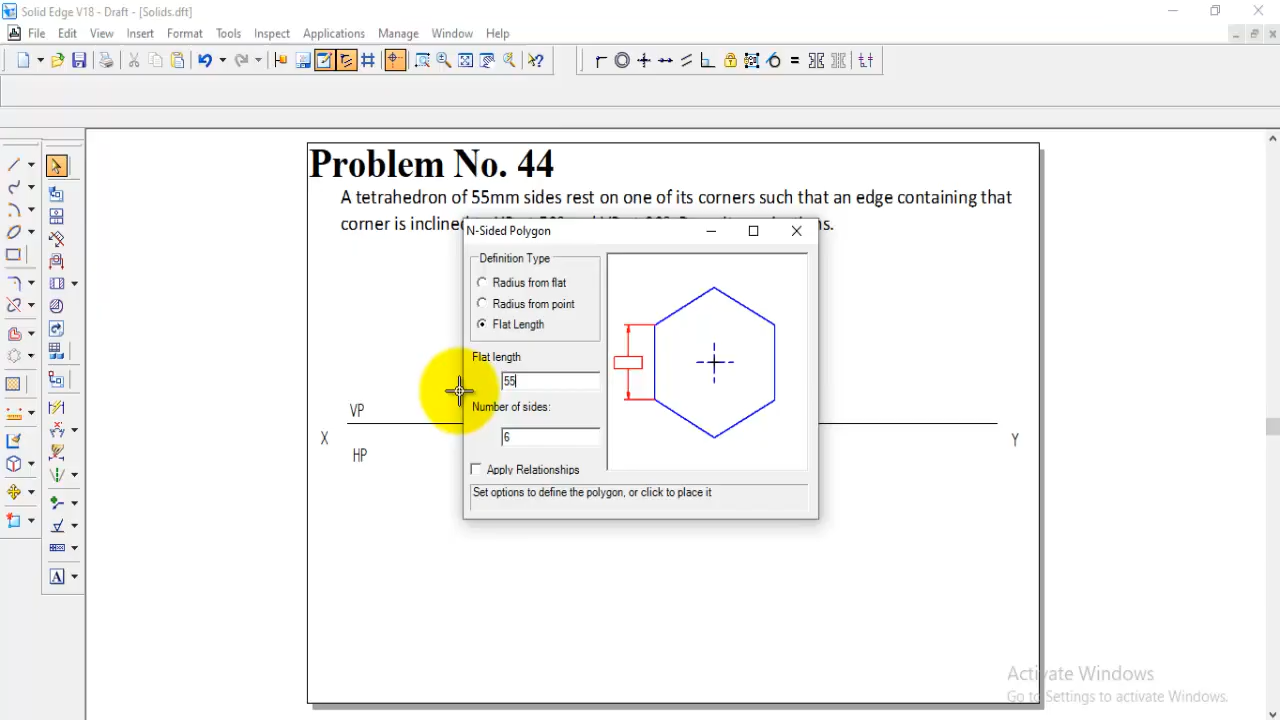 Solid Edge V18 - Draft - [Solids.dft]
File Edit View Insert Format Tools Inspect Applications Manage Window Help
Problem No. 44
A tetrahedron of 55mm sides rest on one of its corners such that an edge containing that
corner is inclined
N-Sided Polygon
Definition Type
Radius from flat
Radius from point
Flat Length
Flat length
55
Number of sides:
6
Apply Relationships
Set options to define the polygon, or click to place it
VP
X
HP
Y
A
Activate Windows
Go to Settings to activate Windows.